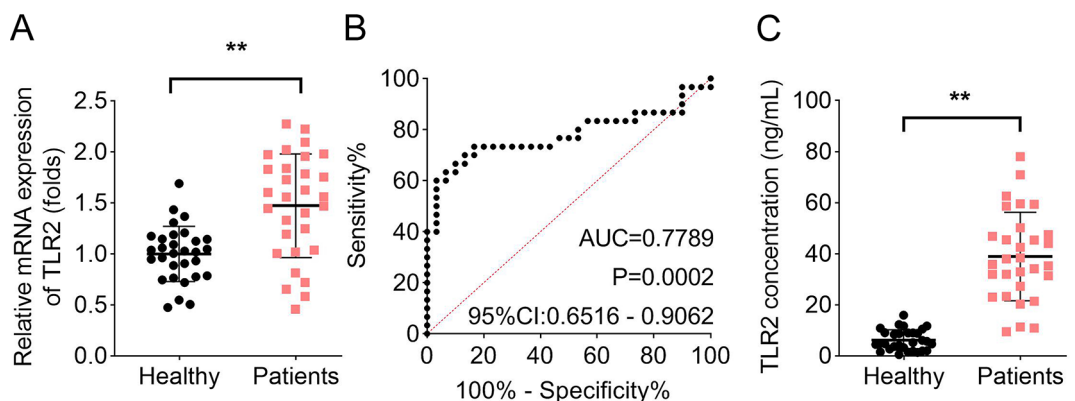 A
B
C
**
Relative mRNA expression
of TLR2 (folds)
2.5
2.0
1.5
1.0
0.5
0.0
Healthy
Patients
Sensitivity%
100
80
60
40
20
0
AUC=0.7789
P=0.0002
95%CI:0.6516 - 0.9062
0
20
40
60
80
100
100% - Specificity%
**
TLR2 concentration (ng/mL)
100
80
60
40
20
0
Healthy
Patients